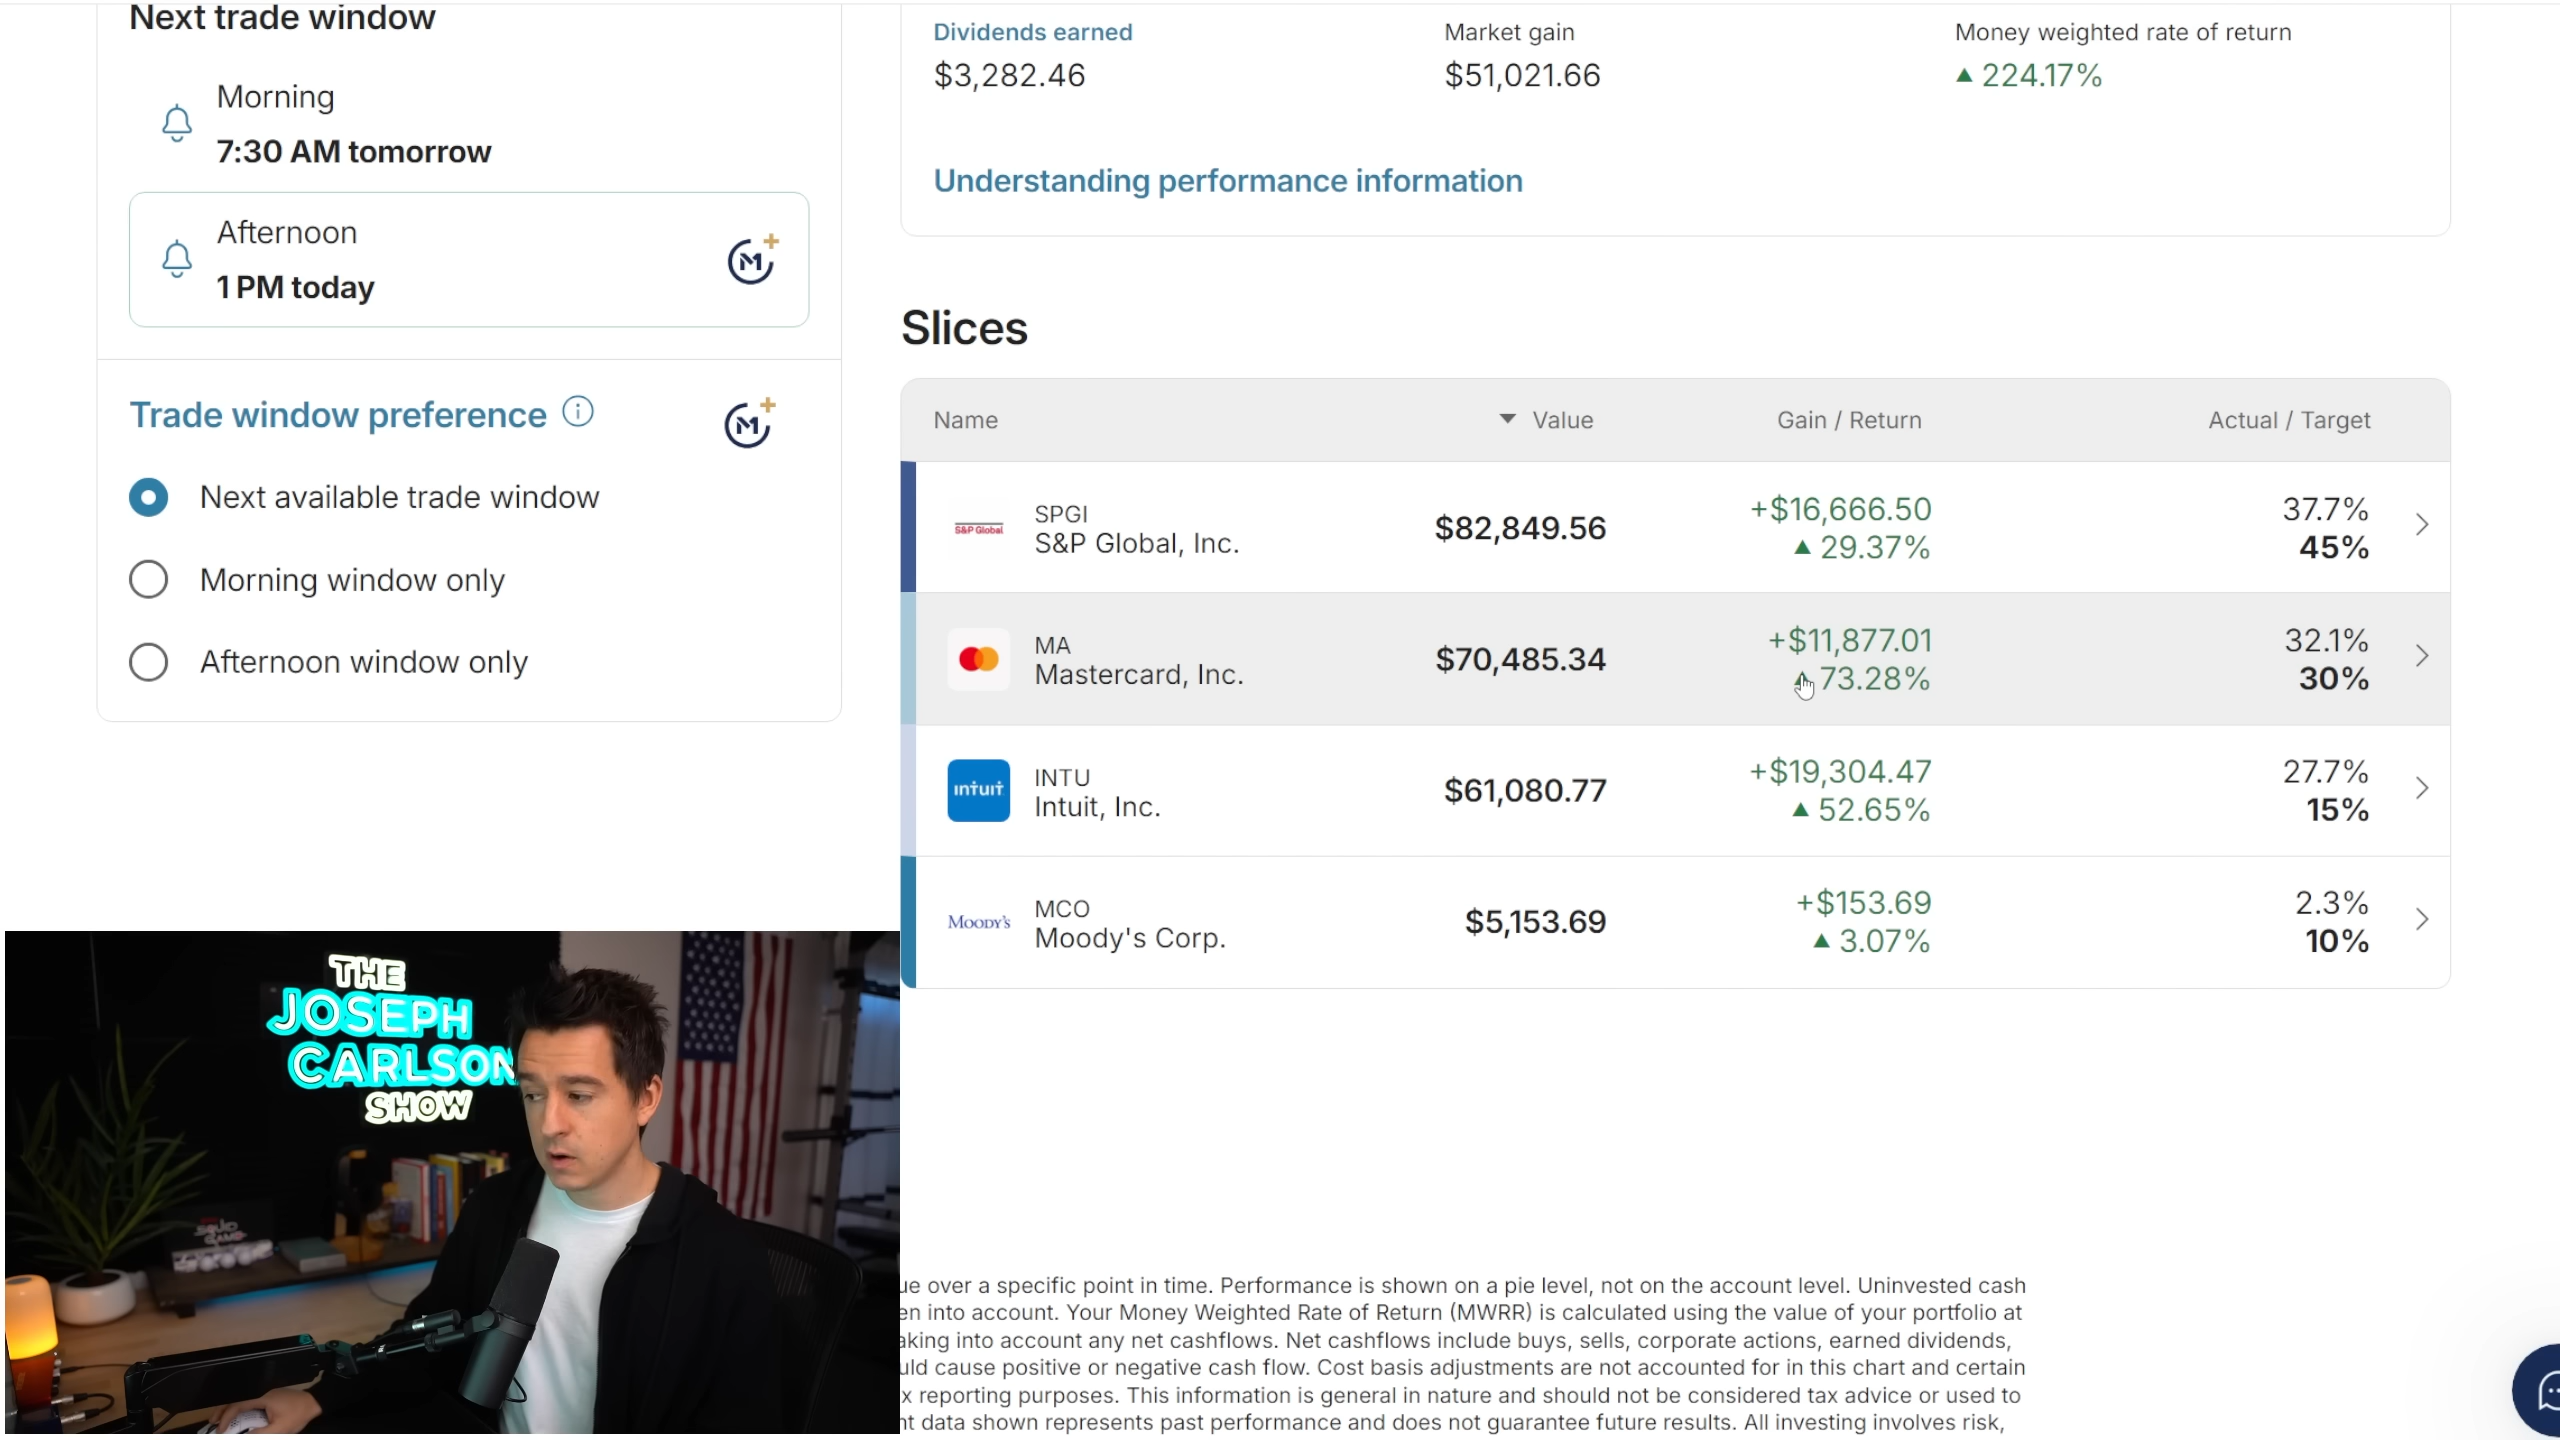 Next trade window
Morning
7:30 AM tomorrow
Afternoon
1 PM today
Trade window preference
Next available trade window
Morning window only
Afternoon window only
Dividends earned
$3,282.46
Market gain
$51,021.66
Money weighted rate of return
224.17%
Understanding performance information
Slices
Name Value Gain / Return Actual / Target
S&P Global
SPGI
S&P Global, Inc.
$82,849.56
+$16,666.50
29.37%
37.7%
45%
MA
Mastercard, Inc.
$70,485.34
+$11,877.01
73.28%
32.1%
30%
intuit
INTU
Intuit, Inc.
$61,080.77
+$19,304.47
52.65%
27.7%
15%
MOODY'S
MCO
Moody's Corp.
$5,153.69
+$153.69
3.07%
2.3%
10%
THE
JOSEPH
CARLSON
SHOW
over a specific point in time. Performance is shown on a pie level, not on the account level. Uninvested cash
into account. Your Money Weighted Rate of Return (MWRR) is calculated using the value of your portfolio at
into account any net cashflows. Net cashflows include buys, sells, corporate actions, earned dividends,
cause positive or negative cash flow. Cost basis adjustments are not accounted for in this chart and certain
reporting purposes. This information is general in nature and should not be considered tax advice or used to
data shown represents past performance and does not guarantee future results. All investing involves risk,